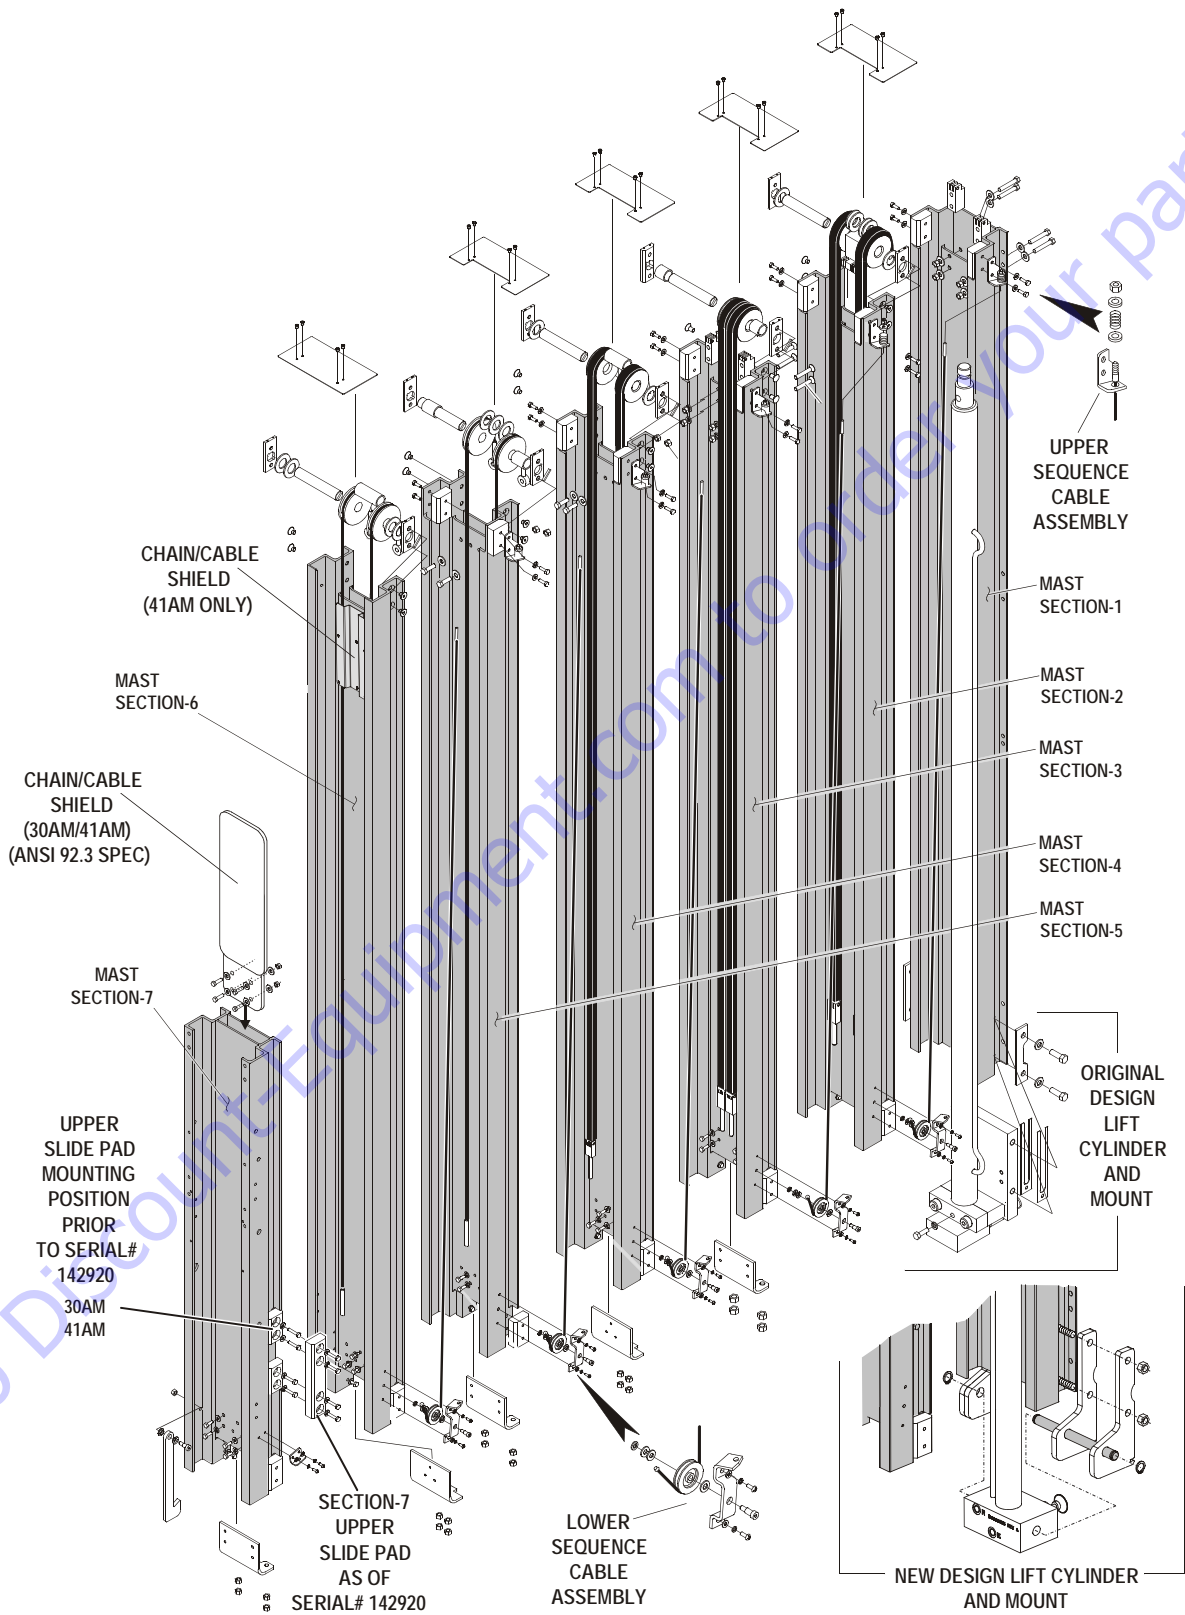 UPPER
SEQUENCE
CABLE
ASSEMBLY
CHAIN/CABLE
SHIELD
(41AM ONLY)
MAST
SECTION-1
MAST
SECTION-6
MAST
SECTION-2
MAST
SECTION-3
CHAIN/CABLE
SHIELD
(30AM/41AM)
(ANSI 92.3 SPEC)
MAST
SECTION-4
MAST
SECTION-5
MAST
SECTION-7
ORIGINAL
DESIGN
LIFT
CYLINDER
AND
MOUNT
UPPER
SLIDE PAD
MOUNTING
POSITION
PRIOR
TO SERIAL#
142920
30AM
41AM
SECTION-7
UPPER
SLIDE PAD
AS OF
SERIAL# 142920
LOWER
SEQUENCE
CABLE
ASSEMBLY
NEW DESIGN LIFT CYLINDER
AND MOUNT
Discount-Equipment.com to order your par